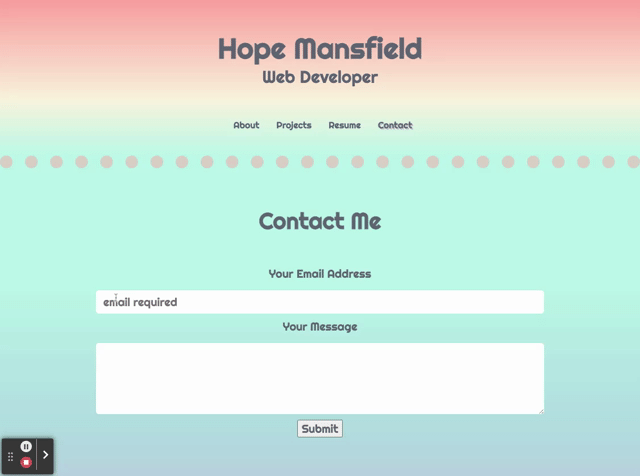 Hope Mansfield
Web Developer
About Projects Resume Contact
Contact Me
Your Email Address
email required
Your Message
Submit